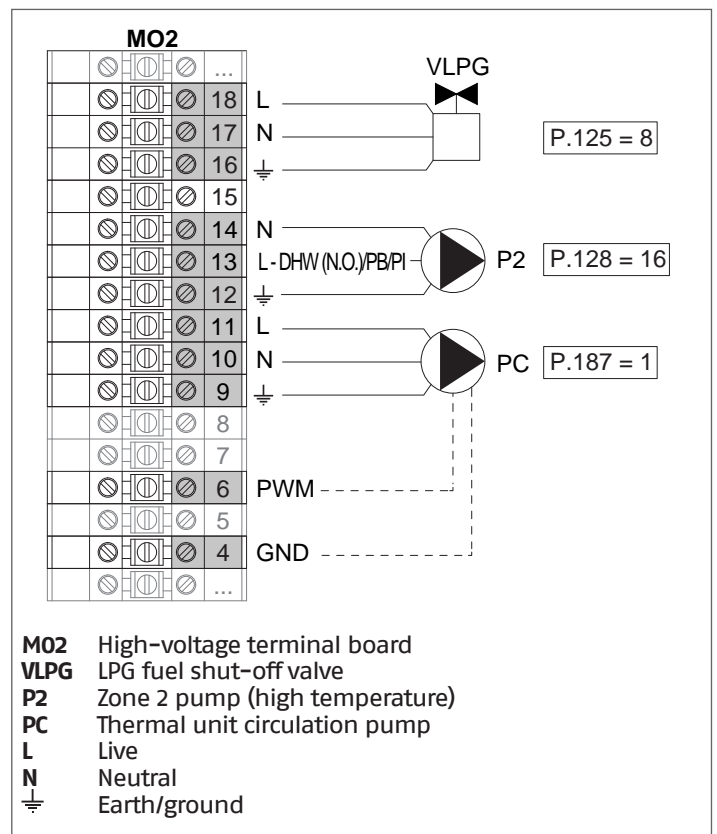 MO2
...
VLPG
18 L
17 N P.125 = 8
16
15
14 N
13 L - DHW (N.O.)/PB/PI P2 P.128 = 16
12
11 L
10 N PC P.187 = 1
9
8
7
6 PWM
5
4 GND
...
M02 High-voltage terminal board
VLPG LPG fuel shut-off valve
P2 Zone 2 pump (high temperature)
PC Thermal unit circulation pump
L Live
N Neutral
⏚ Earth/ground